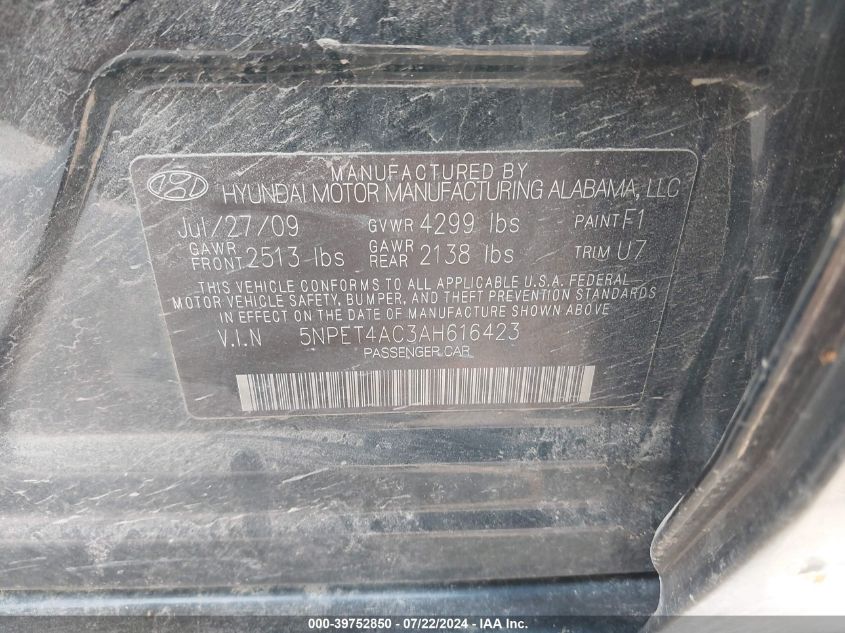 MANUFACTURED BY
HYUNDAI MOTOR MANUFACTURING ALABAMA, LLC
Jul/27/09 GVWR 4299 lbs PAINT F1
GAWR FRONT 2513 lbs GAWR REAR 2138 lbs TRIM U7
THIS VEHICLE CONFORMS TO ALL APPLICABLE U.S.A. FEDERAL
MOTOR VEHICLE SAFETY, BUMPER, AND THEFT PREVENTION STANDARDS
IN EFFECT ON THE DATE OF MANUFACTURE SHOWN ABOVE
V.I.N 5NPET4AC3AH616423
PASSENGER CAR
000-39752850 - 07/22/2024 - IAA Inc.